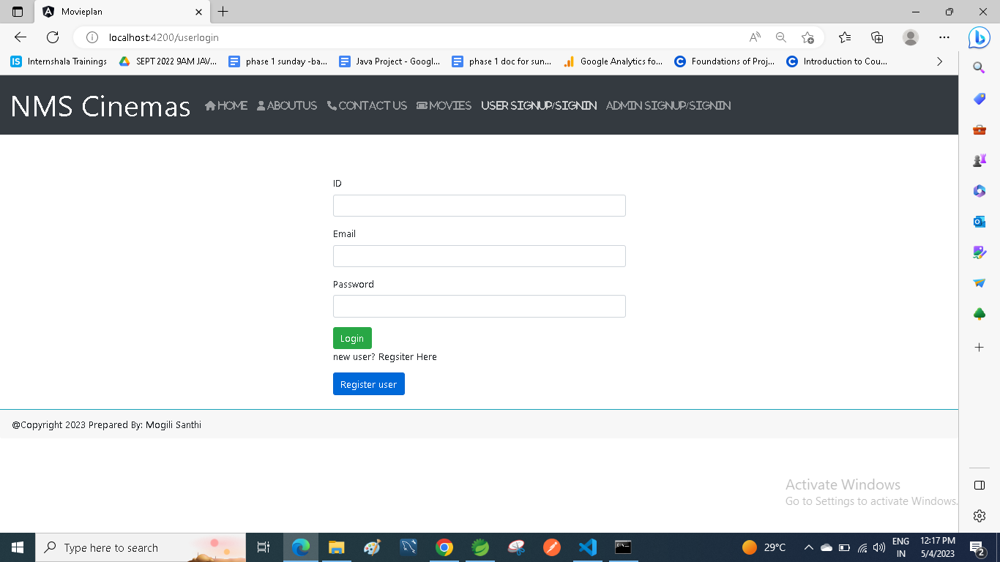 Movieplan
localhost:4200/userlogin
Internshala Trainings SEPT 2022 9AM JAV... phase 1 sunday -ba... Java Project - Googl... phase 1 doc for sun... Google Analytics fo... Foundations of Proj... Introduction to Cou...
NMS Cinemas HOME ABOUTUS CONTACT US MOVIES USER SIGNUP/SIGNIN ADMIN SIGNUP/SIGNIN
ID
Email
Password
Login
new user? Regsiter Here
Register user
@Copyright 2023 Prepared By: Mogili Santhi
Activate Windows
Go to Settings to activate Windows.
Type here to search
29°C
ENG
IN
12:17 PM
5/4/2023
2